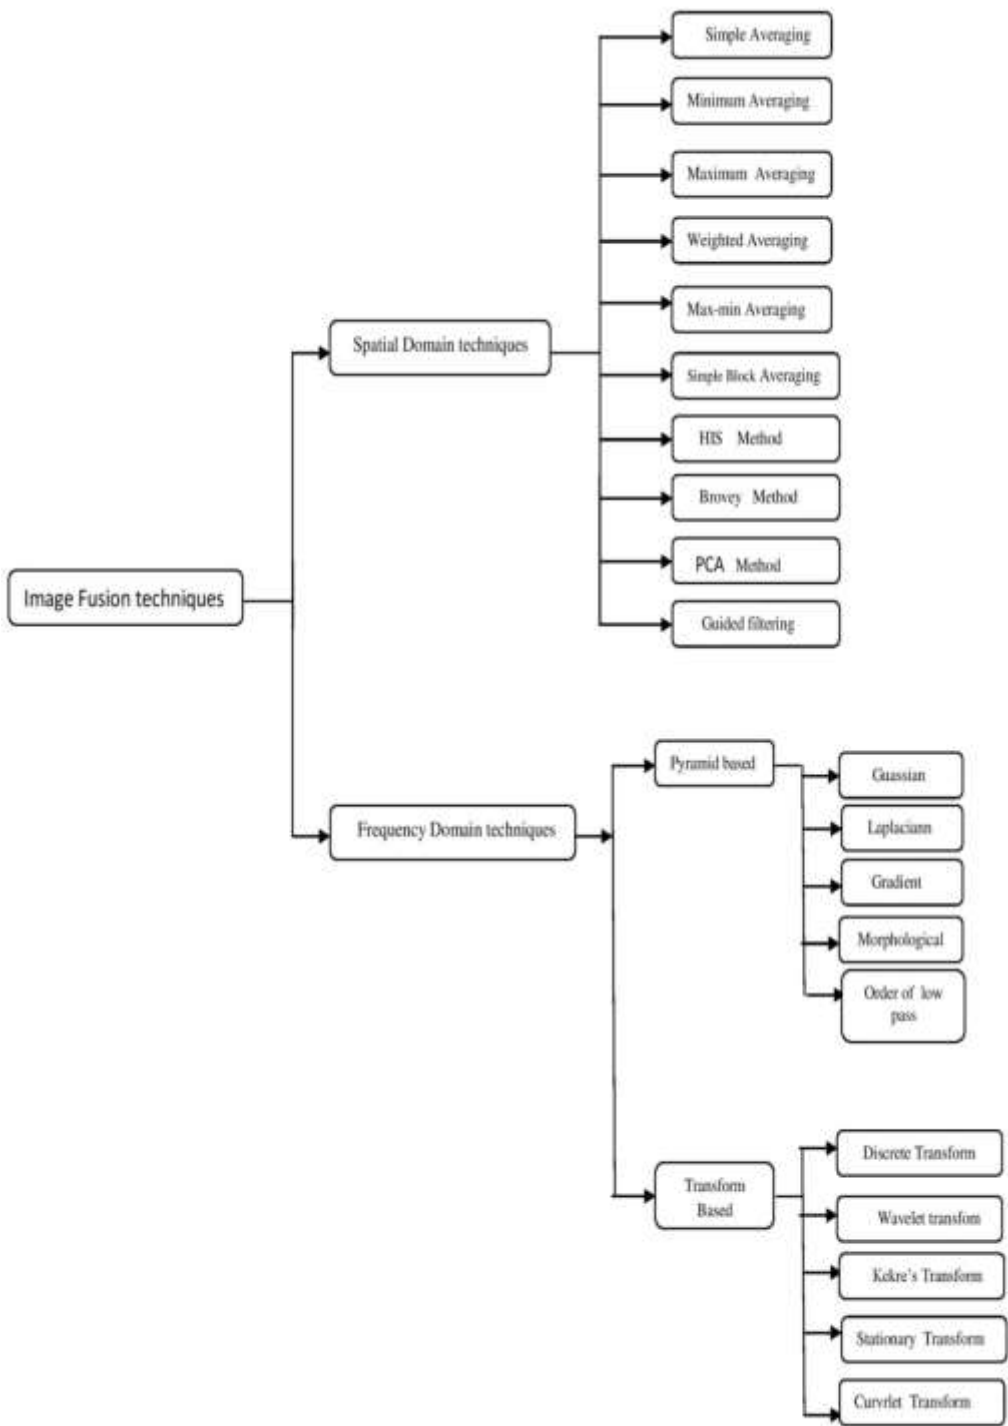 Simple Averaging
Minimum Averaging
Maximum Averaging
Weighted Averaging
Max-min Averaging
Spatial Domain techniques
Simple Block Averaging
HIS Method
Brovey Method
PCA Method
Image Fusion techniques
Guided filtering
Pyramid based
Guassian
Laplaciann
Frequency Domain techniques
Gradient
Morphological
Order of low
pass
Discrete Transform
Transform
Based
Wavelet transfom
Kekre's Transform
Stationary Transform
Curvrlet Transform